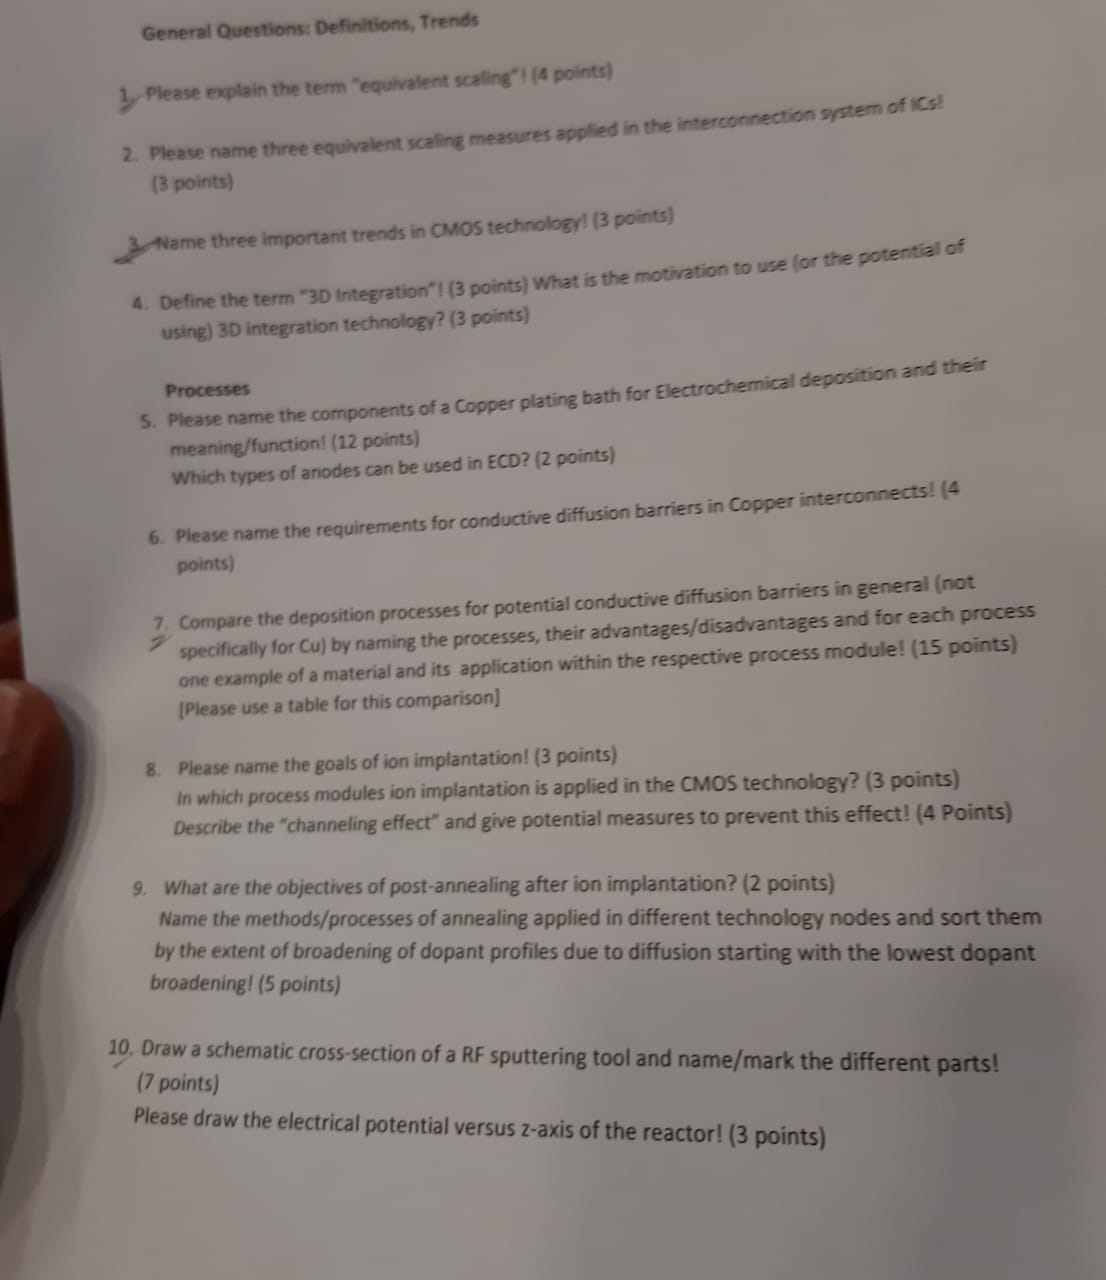 General Questions: Definitions, Trends
1. Please explain the term "equivalent scaling"! (4 points)
2. Please name three equivalent scaling measures applied in the interconnection system of ICs!
(3 points)
3. Name three important trends in CMOS technology! (3 points)
4. Define the term "3D Integration"! (3 points) What is the motivation to use (or the potential of
using) 3D integration technology? (3 points)
Processes
5. Please name the components of a Copper plating bath for Electrochemical deposition and their
meaning/function! (12 points)
Which types of anodes can be used in ECD? (2 points)
6. Please name the requirements for conductive diffusion barriers in Copper interconnects! (4
points)
7. Compare the deposition processes for potential conductive diffusion barriers in general (not
specifically for Cu) by naming the processes, their advantages/disadvantages and for each process
one example of a material and its application within the respective process module! (15 points)
[Please use a table for this comparison]
8. Please name the goals of ion implantation! (3 points)
In which process modules ion implantation is applied in the CMOS technology? (3 points)
Describe the "channeling effect" and give potential measures to prevent this effect! (4 Points)
9. What are the objectives of post-annealing after ion implantation? (2 points)
Name the methods/processes of annealing applied in different technology nodes and sort them
by the extent of broadening of dopant profiles due to diffusion starting with the lowest dopant
broadening! (5 points)
10. Draw a schematic cross-section of a RF sputtering tool and name/mark the different parts!
(7 points)
Please draw the electrical potential versus z-axis of the reactor! (3 points)